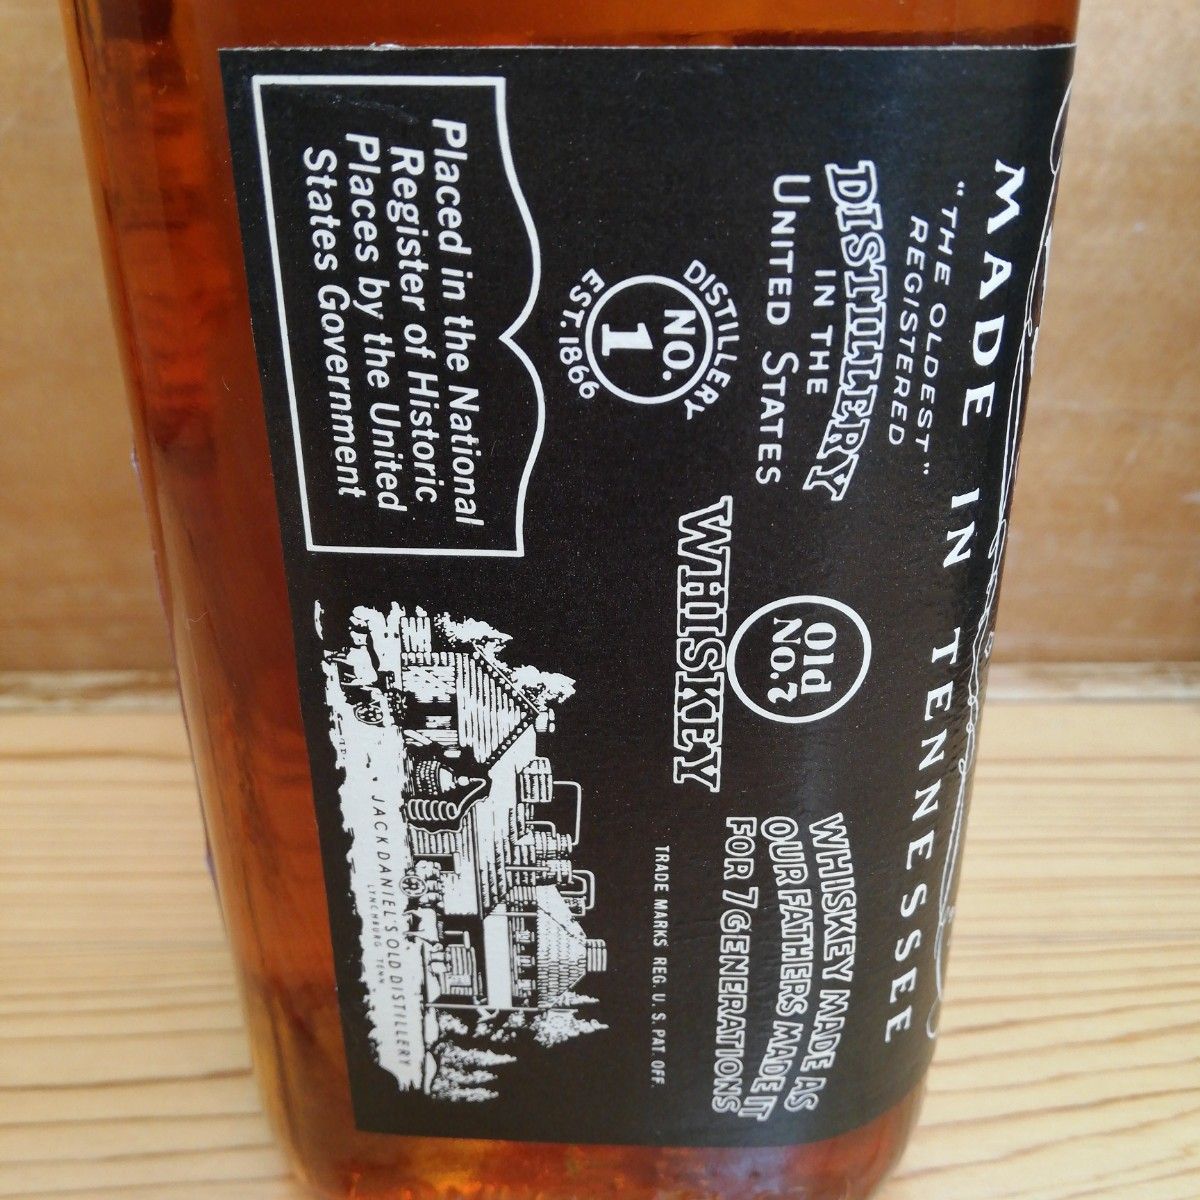 MADE IN TENNESSEE
"THE OLDEST"
REGISTERED
DISTILLERY
IN THE
UNITED STATES
DISTILLERY
NO.
1
EST. 1866
Placed in the National
Register of Historic
Places by the United
States Government
Old
No. 2
WHISKEY
WHISKEY MADE AS
OUR FATHERS MADE IT
FOR 7 GENERATIONS
TRADE MARKS REG. U. S. PAT. OFF.
JACK DANIEL'S OLD DISTILLERY
LYNCHBURG TENN.